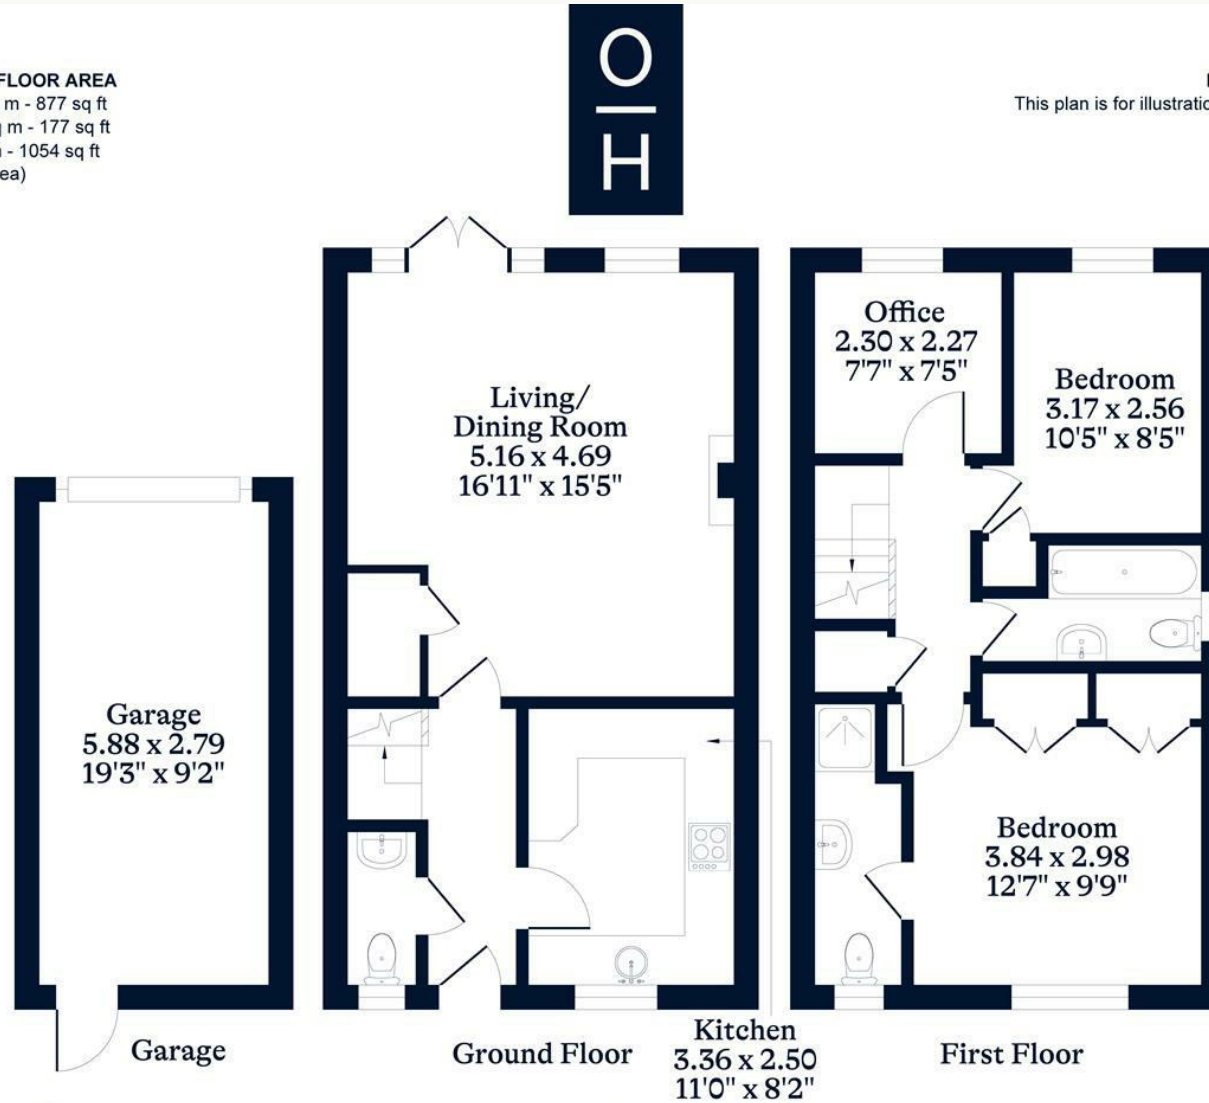 O
H
FLOOR AREA
m - 877 sq ft
m - 177 sq ft
- 1054 sq ft
ea)
This plan is for illustratio
Office
2.30 x 2.27
7'7" x 7'5"
Bedroom
3.17 x 2.56
10'5" x 8'5"
Living/
Dining Room
5.16 x 4.69
16'11" x 15'5"
Garage
5.88 x 2.79
19'3" x 9'2"
Bedroom
3.84 x 2.98
12'7" x 9'9"
Kitchen
3.36 x 2.50
11'0" x 8'2"
Garage
Ground Floor
First Floor